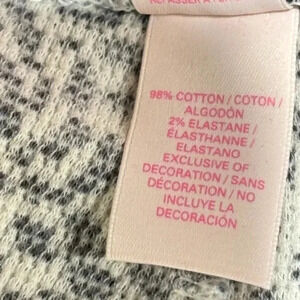 98% COTTON / COTON /
ALGODÓN
2% ELASTANE /
ÉLASTHANNE /
ELASTANO
EXCLUSIVE OF
DECORATION / SANS
DÉCORATION / NO
INCLUYE LA
DECORACIÓN